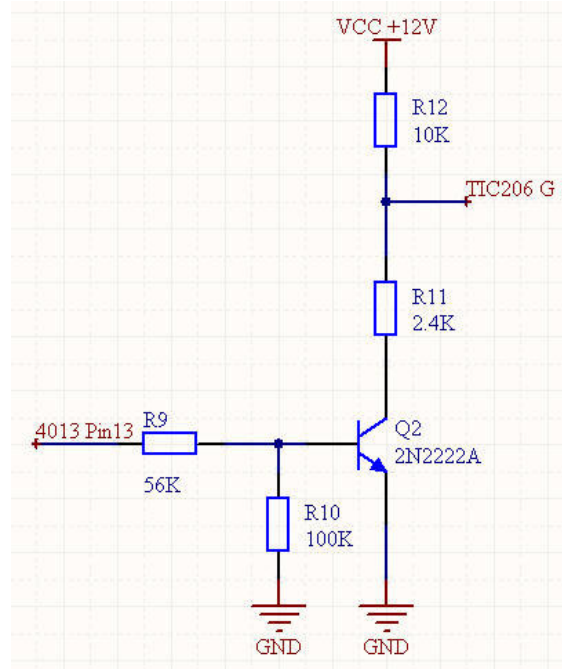 VCC +12V
R12
10K
TIC206 G
R11
2.4K
4013 Pin13
R9
56K
Q2
2N2222A
R10
100K
GND
GND